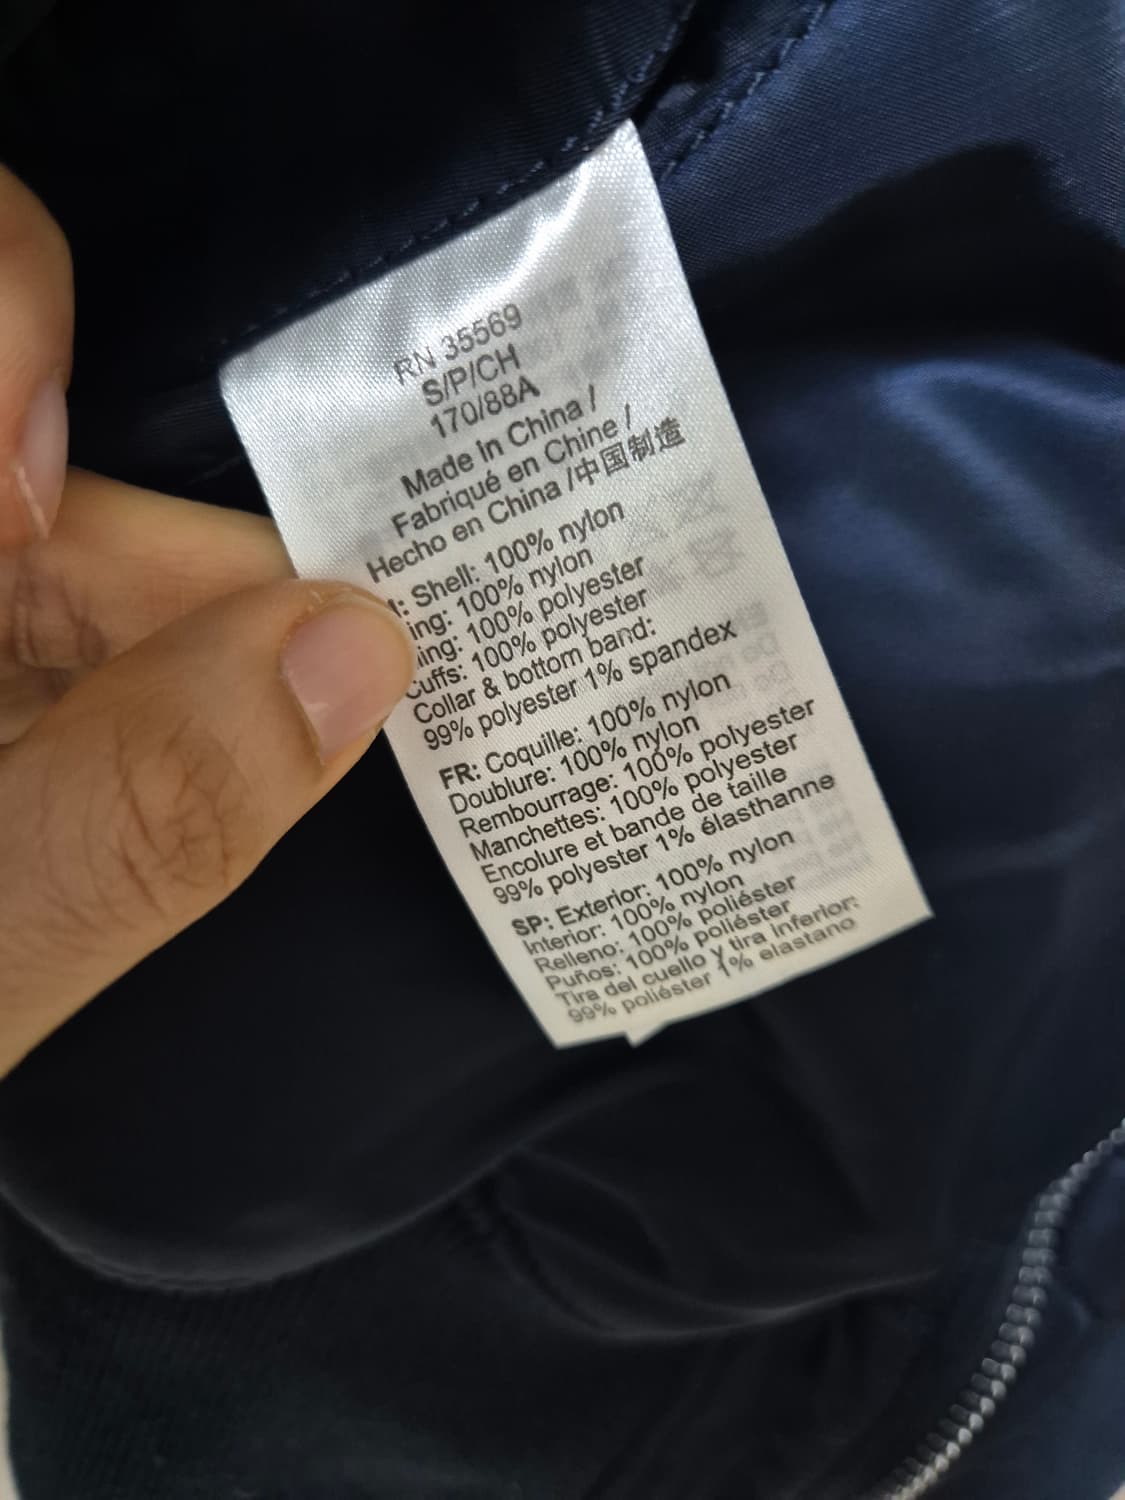 RN 35569
S/P/CH
170/88A
Made in China /
Fabriqué en Chine /
Hecho en China /中国制造
: Shell: 100% nylon
ing: 100% nylon
ing: 100% polyester
Cuffs: 100% polyester
Collar & bottom band:
99% polyester 1% spandex
FR: Coquille: 100% nylon
Doublure: 100% nylon
Rembourrage: 100% polyester
Manchettes: 100% polyester
Encolure et bande de taille
99% polyester 1% élasthanne
SP: Exterior: 100% nylon
Interior: 100% nylon
Relleno: 100% poliéster
Puños: 100% poliéster
Tira del cuello y tira inferior:
99% poliéster 1% elastano